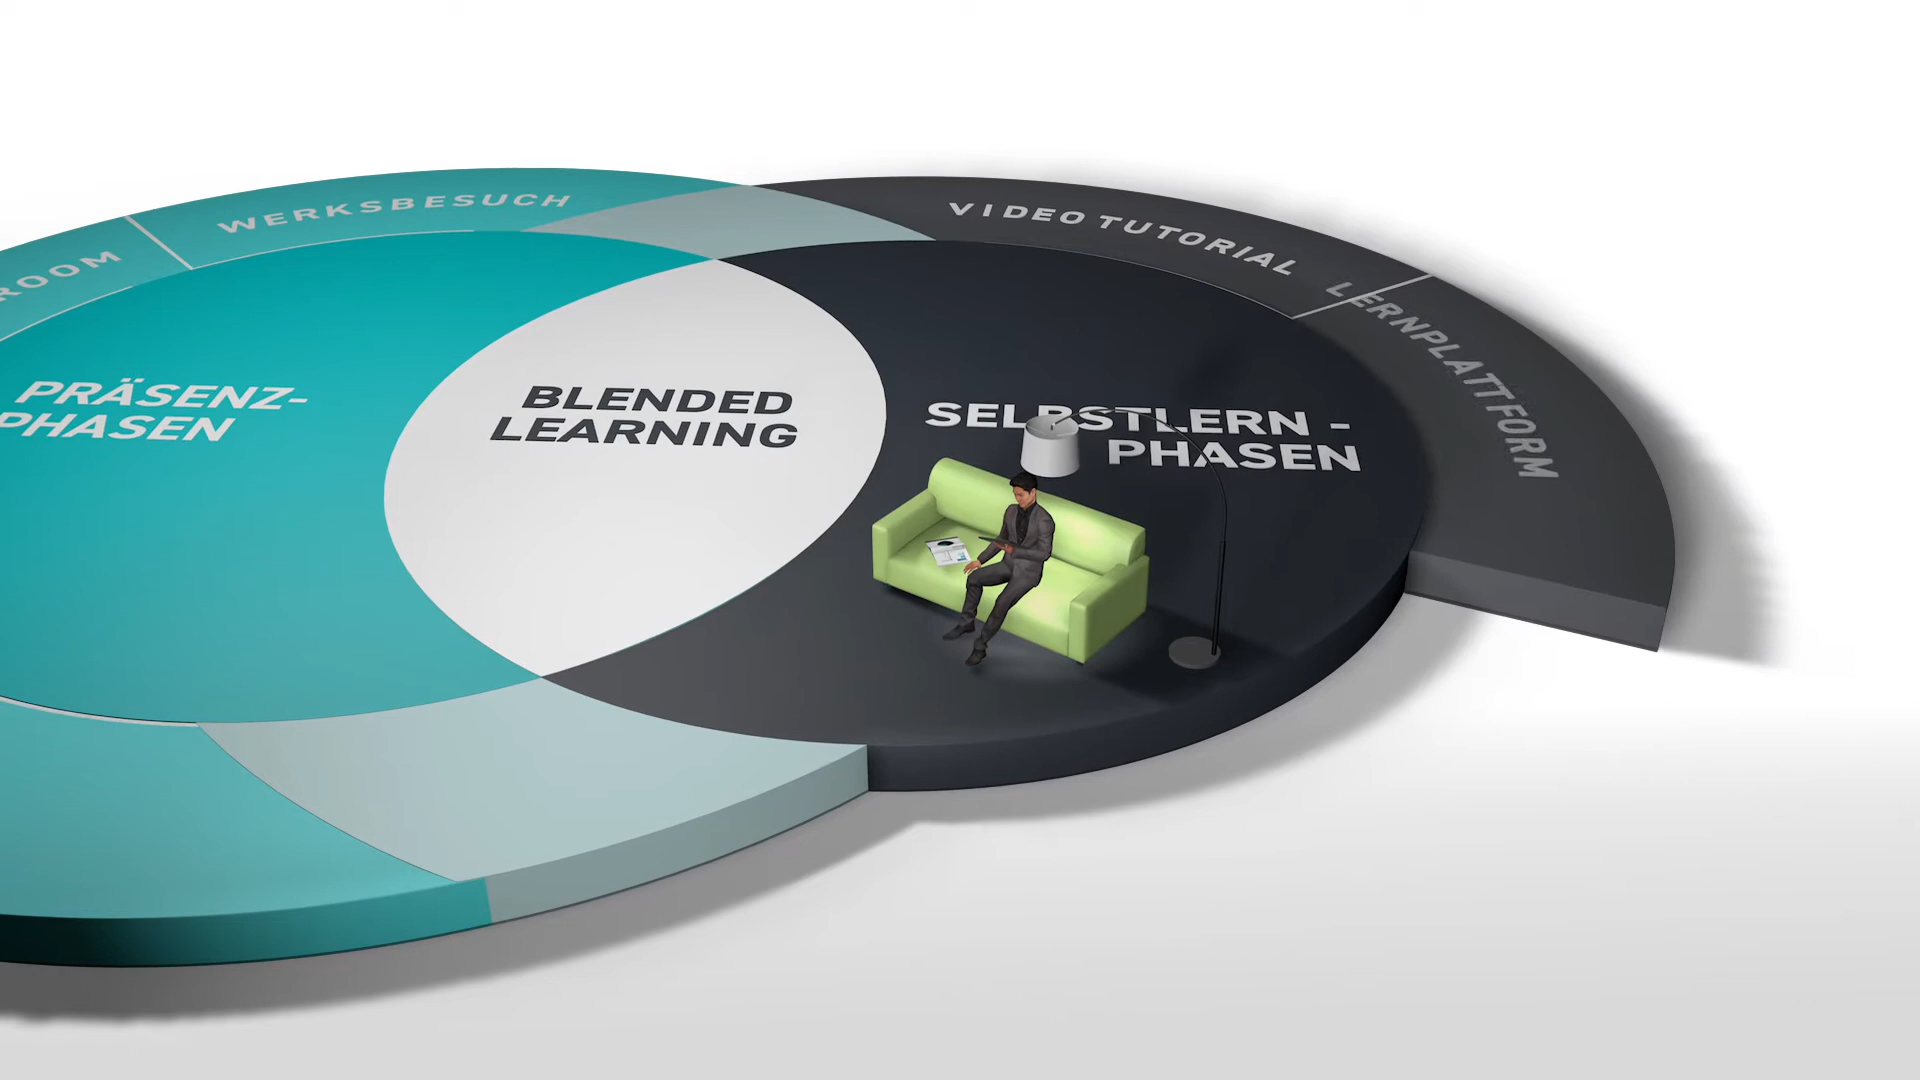 WERKSBESUCH
ROOM
VIDEO TUTORIAL
LERNPLATTFORM
PRÄSENZ-
PHASEN
BLENDED
LEARNING
SELBSTLERN -
PHASEN